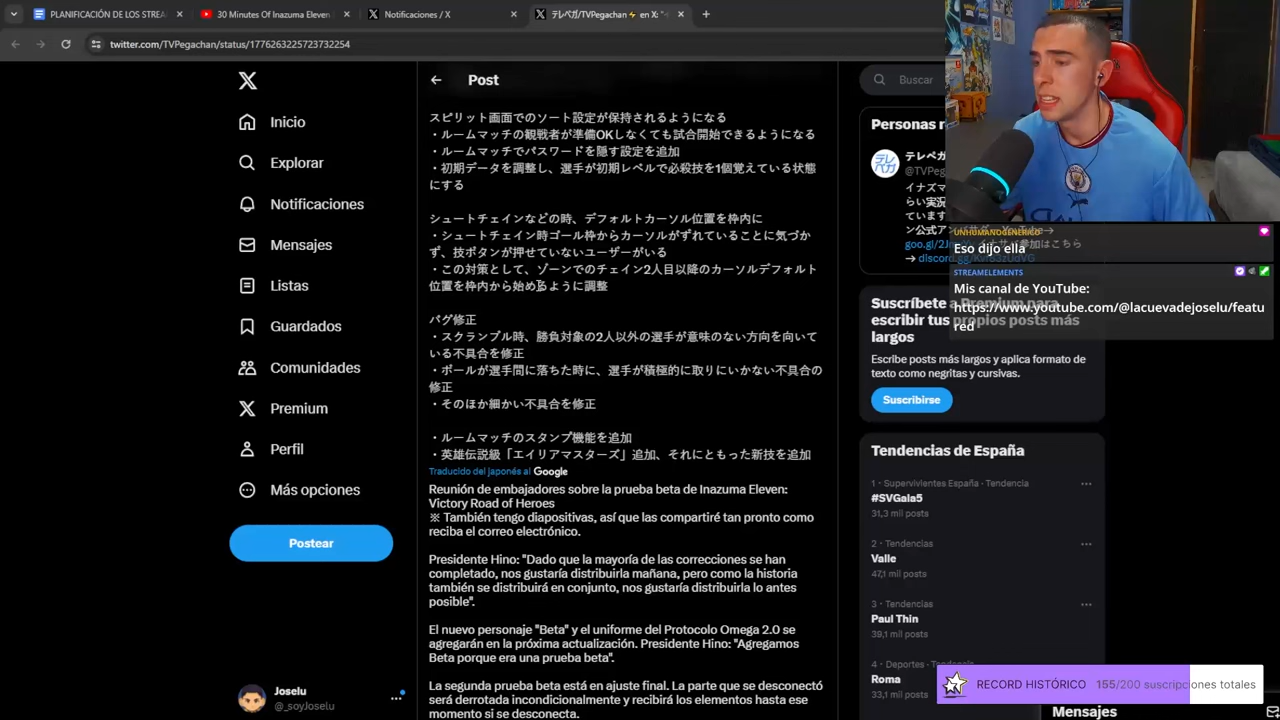 PLANIFICACIÓN DE LOS STREA
30 Minutes Of Inazuma Eleven:
Notificaciones / X
テレペガ/TVPegachan⚡ en X: "
twitter.com/TVPegachan/status/1776263225723732254
Inicio
Explorar
Notificaciones
Mensajes
Listas
Guardados
Comunidades
Premium
Perfil
Más opciones
Postear
Joselu
@_soyJoselu
Post
スピリット画面でのソート設定が保持されるようになる
・ルームマッチの観戦者が準備OKしなくても試合開始できるようになる
・ルームマッチでパスワードを隠す設定を追加
・初期データを調整し、選手が初期レベルで必殺技を1個覚えている状態
にする
シュートチェインなどの時、デフォルトカーソル位置を枠内に
・シュートチェイン時ゴール枠からカーソルがずれていることに気づか
ず、技ボタンが押せていないユーザーがいる
・この対策として、ゾーンでのチェイン2人目以降のカーソルデフォルト
位置を枠内から始めるように調整
バグ修正
・スクランブル時、勝負対象の2人以外の選手が意味のない方向を向いて
いる不具合を修正
・ボールが選手間に落ちた時に、選手が積極的に取りにいかない不具合の
修正
・そのほか細かい不具合を修正
・ルームマッチのスタンプ機能を追加
・英雄伝説級「エイリアマスターズ」追加、それにともった新技を追加
Traducido del japonés al Google
Reunión de embajadores sobre la prueba beta de Inazuma Eleven:
Victory Road of Heroes
※ También tengo diapositivas, así que las compartiré tan pronto como
reciba el correo electrónico.
Presidente Hino: "Dado que la mayoría de las correcciones se han
completado, nos gustaría distribuirla mañana, pero como la historia
también se distribuirá en conjunto, nos gustaría distribuirla lo antes
posible".
El nuevo personaje "Beta" y el uniforme del Protocolo Omega 2.0 se
agregarán en la próxima actualización. Presidente Hino: "Agregamos
Beta porque era una prueba beta".
La segunda prueba beta está en ajuste final. La parte que se desconectó
será derrotada incondicionalmente y recibirá los elementos hasta ese
momento si se desconecta.
Buscar
Personas r
テレペガ
@TVPeg
イナズマ
らい実況
ています
ン公式ア
goo.gl/2J
→ discord.gg/
UNHUMANOGENERICO
Eso dijo ella
STREAMELEMENTS
Mis canal de YouTube:
https://www.youtube.com/@lacuevadejoselu/featu
red
Suscríbete a Premium para
escribir tus propios posts más
largos
Escribe posts más largos y aplica formato de
texto como negritas y cursivas.
Suscribirse
Tendencias de España
1 · Supervivientes España · Tendencia
#SVGala5
31,3 mil posts
2 · Tendencias
Valle
47,1 mil posts
3 · Tendencias
Paul Thin
39,1 mil posts
4 · Deportes · Tendencia
Roma
33,1 mil posts
RECORD HISTÓRICO 155/200 suscripciones totales
Mensajes